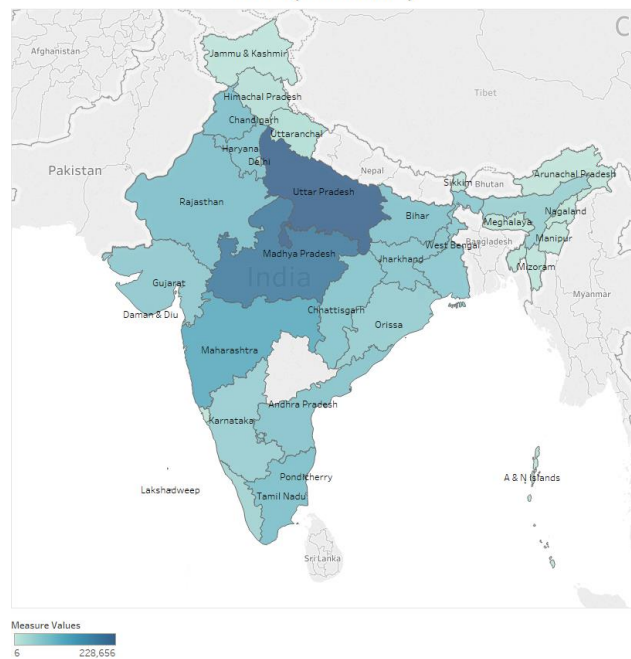 C
Afghanistan
Jammu & Kashmir
Tibet
Himachal Pradesh
Chandigarh
Uttaranchal
Haryana
Delhi
Pakistan
Nepal
Sikkim
Bhutan
Arunachal Pradesh
Uttar Pradesh
Rajasthan
Bihar
Nagaland
Meghalaya
Manipur
West Bengal
Bangladesh
Madhya Pradesh
Jharkhand
Mizoram
India
Gujarat
Myanmar
Daman & Diu
Chhattisgarh
Orissa
Maharashtra
Andhra Pradesh
Karnataka
Lakshadweep
Pondicherry
A & N Islands
Tamil Nadu
Sri Lanka
Measure Values
6 228,656